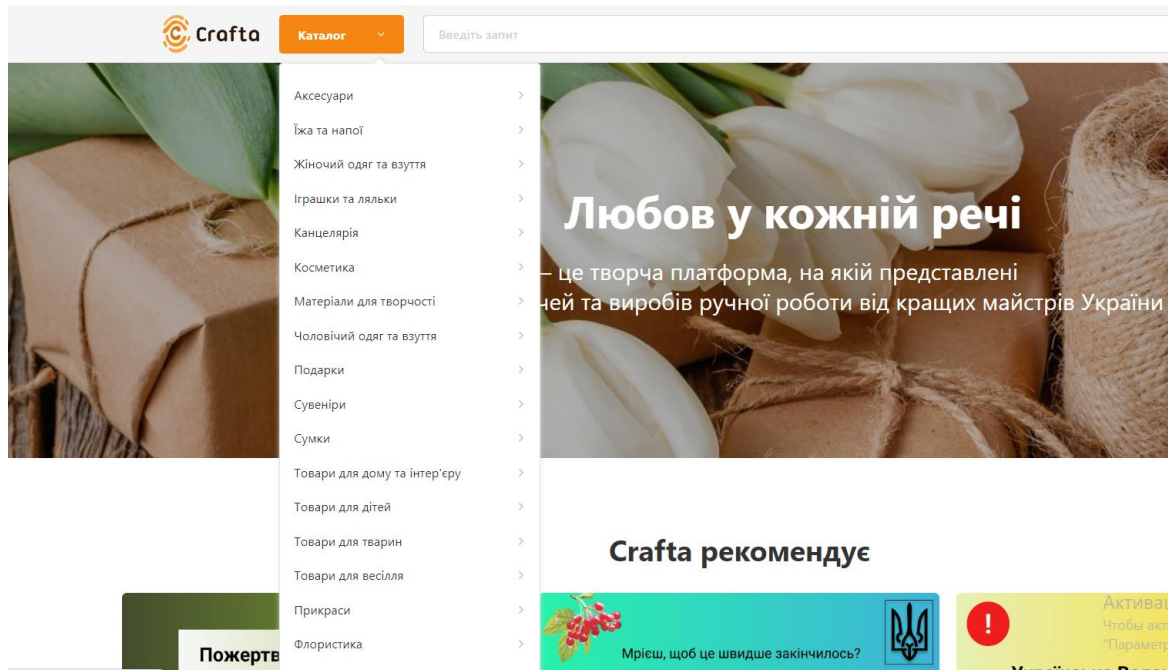 Crafta
Каталог
Введіть запит
Аксесуари
Їжа та напої
Жіночий одяг та взуття
Іграшки та ляльки
Канцелярія
Косметика
Матеріали для творчості
Чоловічий одяг та взуття
Подарки
Сувеніри
Сумки
Товари для дому та інтер'єру
Товари для дітей
Товари для тварин
Товари для весілля
Прикраси
Флористика
Любов у кожній речі
– це творча платформа, на якій представлені
чей та виробів ручної роботи від кращих майстрів України
Crafta рекомендує
Пожертв
Мрієш, щоб це швидше закінчилось?
Актива
Чтобы акт
"Парамет